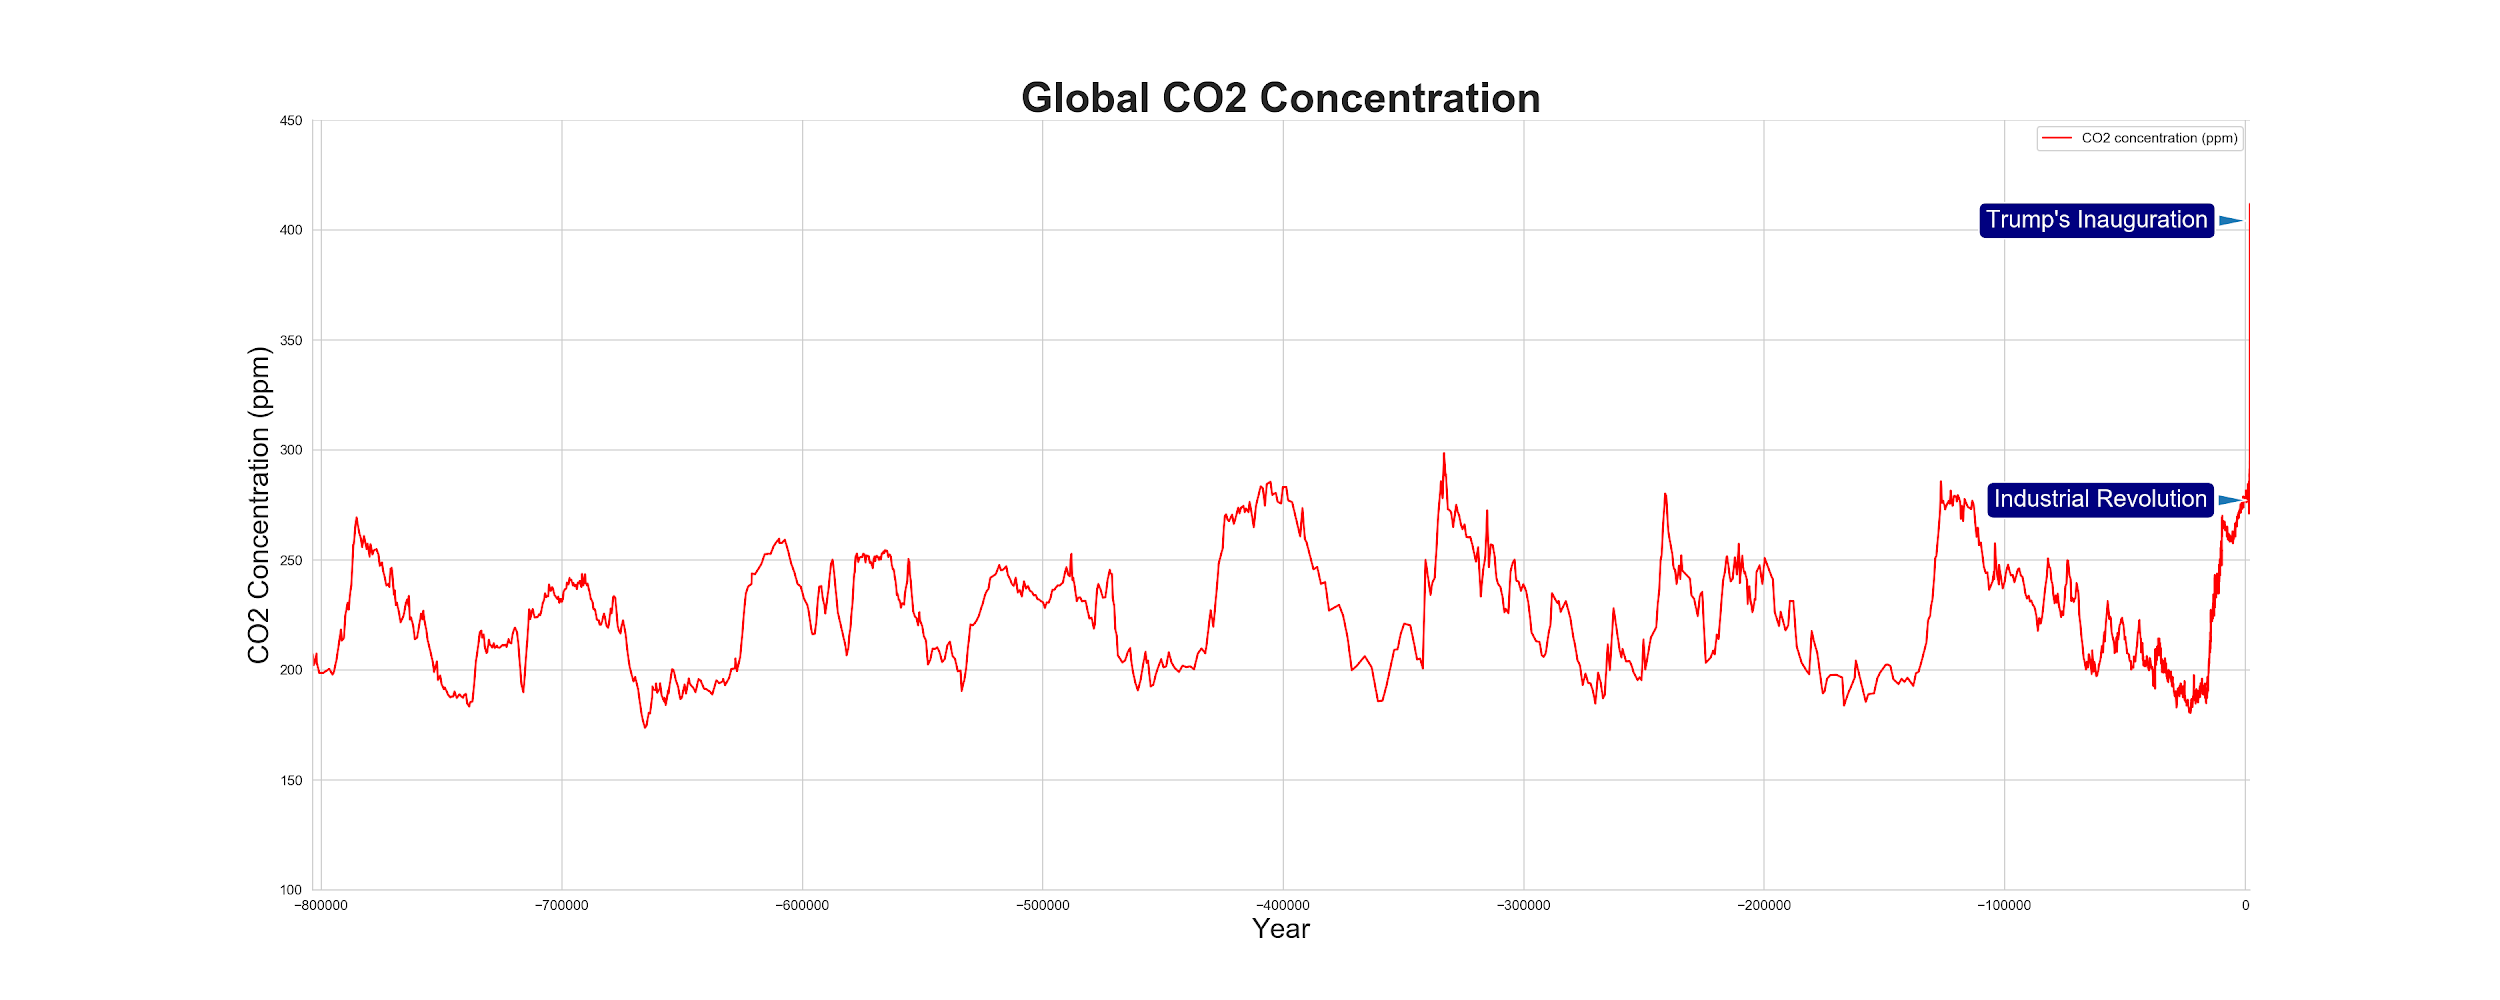 Global CO2 Concentration
450
400
350
300
250
200
150
100
CO2 Concentration (ppm)
CO2 concentration (ppm)
Trump's Inauguration
Industrial Revolution
−800000 −700000 −600000 −500000 −400000 −300000 −200000 −100000 0
Year